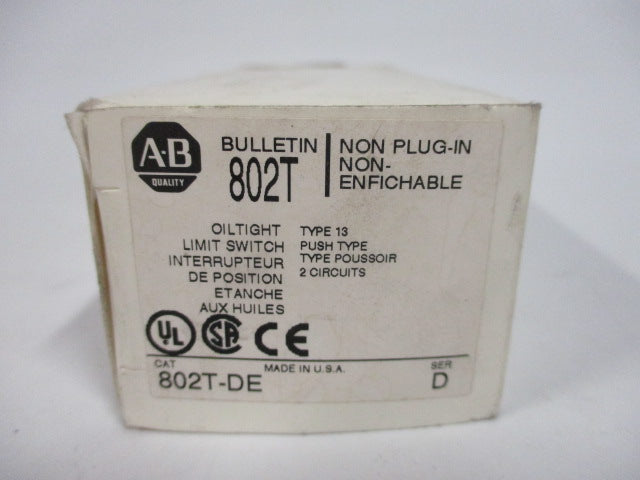 A-B
QUALITY
BULLETIN
802T
NON PLUG-IN
NON-
ENFICHABLE
OILTIGHT
LIMIT SWITCH
INTERRUPTEUR
DE POSITION
ETANCHE
AUX HUILES
TYPE 13
PUSH TYPE
TYPE POUSSOIR
2 CIRCUITS
UL
SA
CE
CAT
802T-DE
MADE IN U.S.A.
SER
D